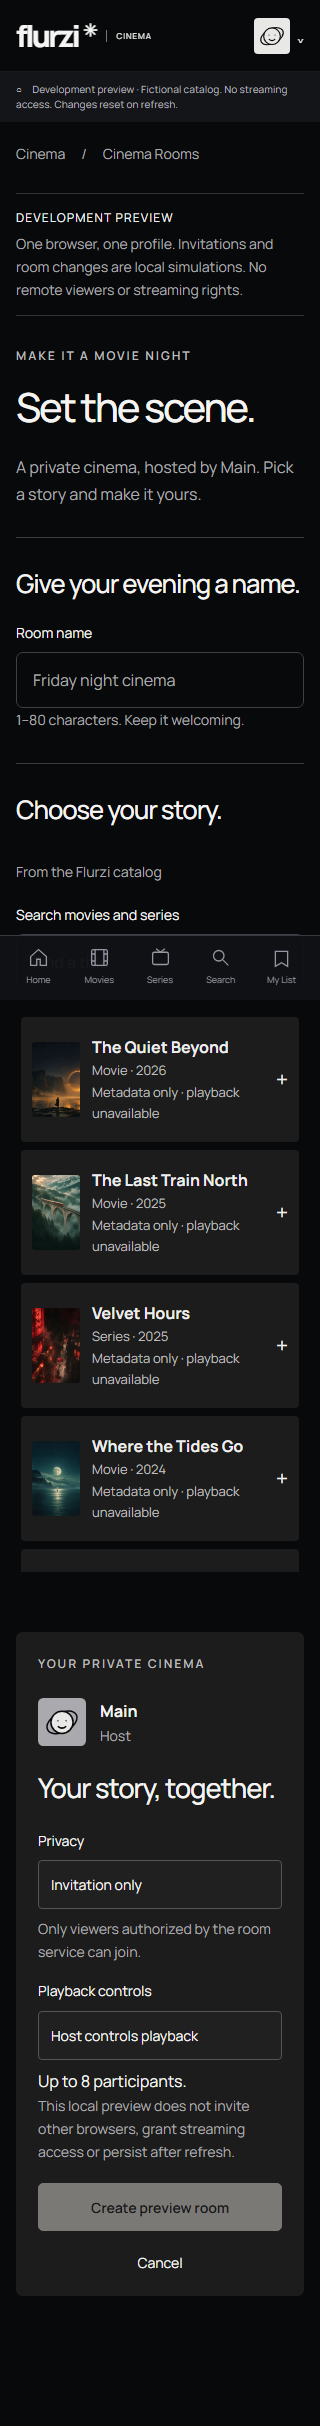 flurzi* | CINEMA
Development preview · Fictional catalog. No streaming
access. Changes reset on refresh.
Cinema / Cinema Rooms
DEVELOPMENT PREVIEW
One browser, one profile. Invitations and
room changes are local simulations. No
remote viewers or streaming rights.
MAKE IT A MOVIE NIGHT
Set the scene.
A private cinema, hosted by Main. Pick
a story and make it yours.
Give your evening a name.
Room name
Friday night cinema
1–80 characters. Keep it welcoming.
Choose your story.
From the Flurzi catalog
Search movies and series
Home Movies Series Search My List
The Quiet Beyond
Movie · 2026
Metadata only · playback
unavailable
+
The Last Train North
Movie · 2025
Metadata only · playback
unavailable
+
Velvet Hours
Series · 2025
Metadata only · playback
unavailable
+
Where the Tides Go
Movie · 2024
Metadata only · playback
unavailable
+
YOUR PRIVATE CINEMA
Main
Host
Your story, together.
Privacy
Invitation only
Only viewers authorized by the room
service can join.
Playback controls
Host controls playback
Up to 8 participants.
This local preview does not invite
other browsers, grant streaming
access or persist after refresh.
Create preview room
Cancel